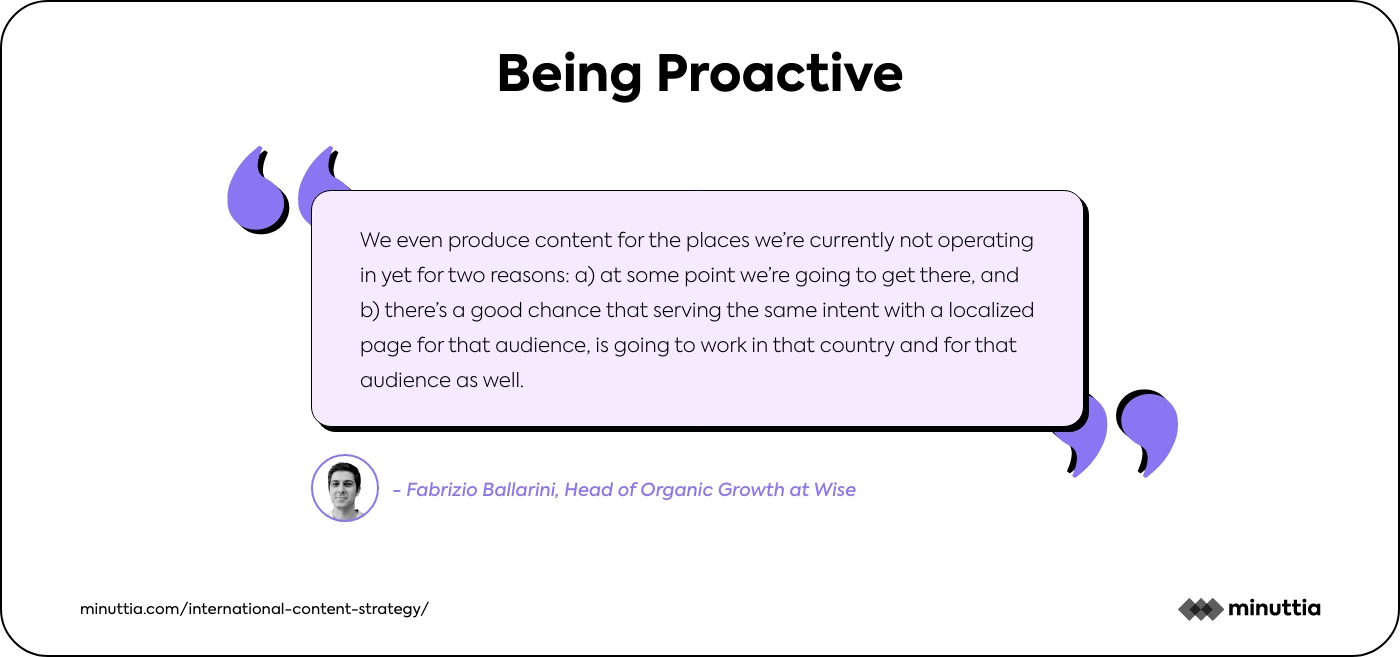 Being Proactive
We even produce content for the places we’re currently not operating
in yet for two reasons: a) at some point we’re going to get there, and
b) there’s a good chance that serving the same intent with a localized
page for that audience, is going to work in that country and for that
audience as well.
- Fabrizio Ballarini, Head of Organic Growth at Wise
minuttia.com/international-content-strategy/
minuttia